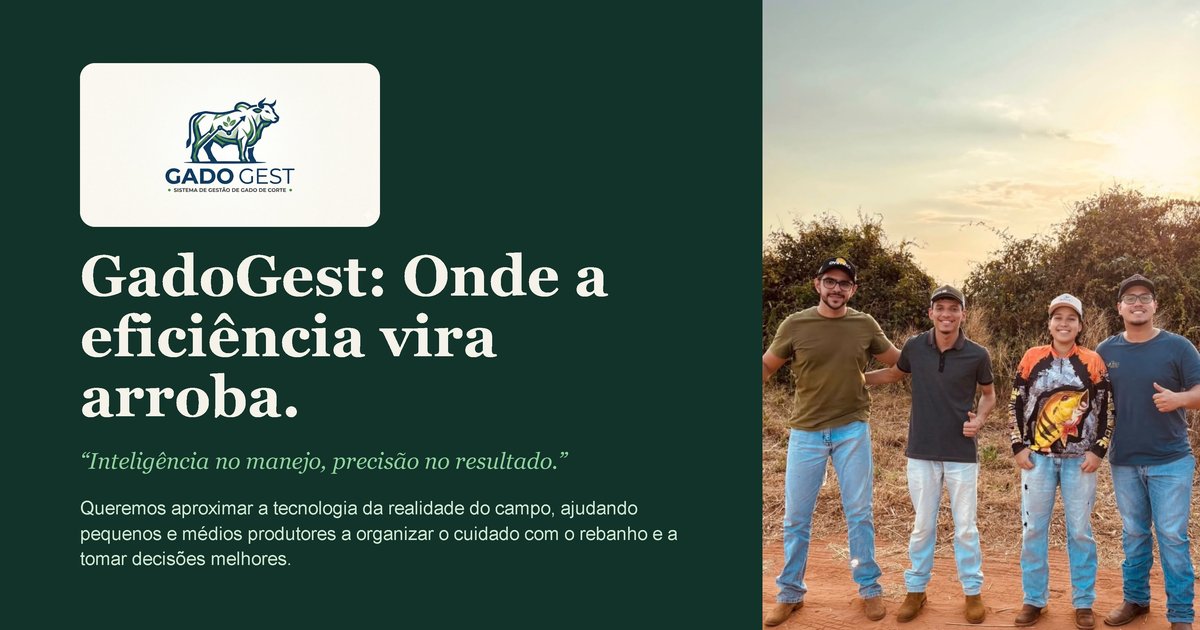 GADO GEST
• SISTEMA DE GESTÃO DE GADO DE CORTE •
GadoGest: Onde a
eficiência vira
arroba.
“Inteligência no manejo, precisão no resultado.”
Queremos aproximar a tecnologia da realidade do campo, ajudando
pequenos e médios produtores a organizar o cuidado com o rebanho e a
tomar decisões melhores.